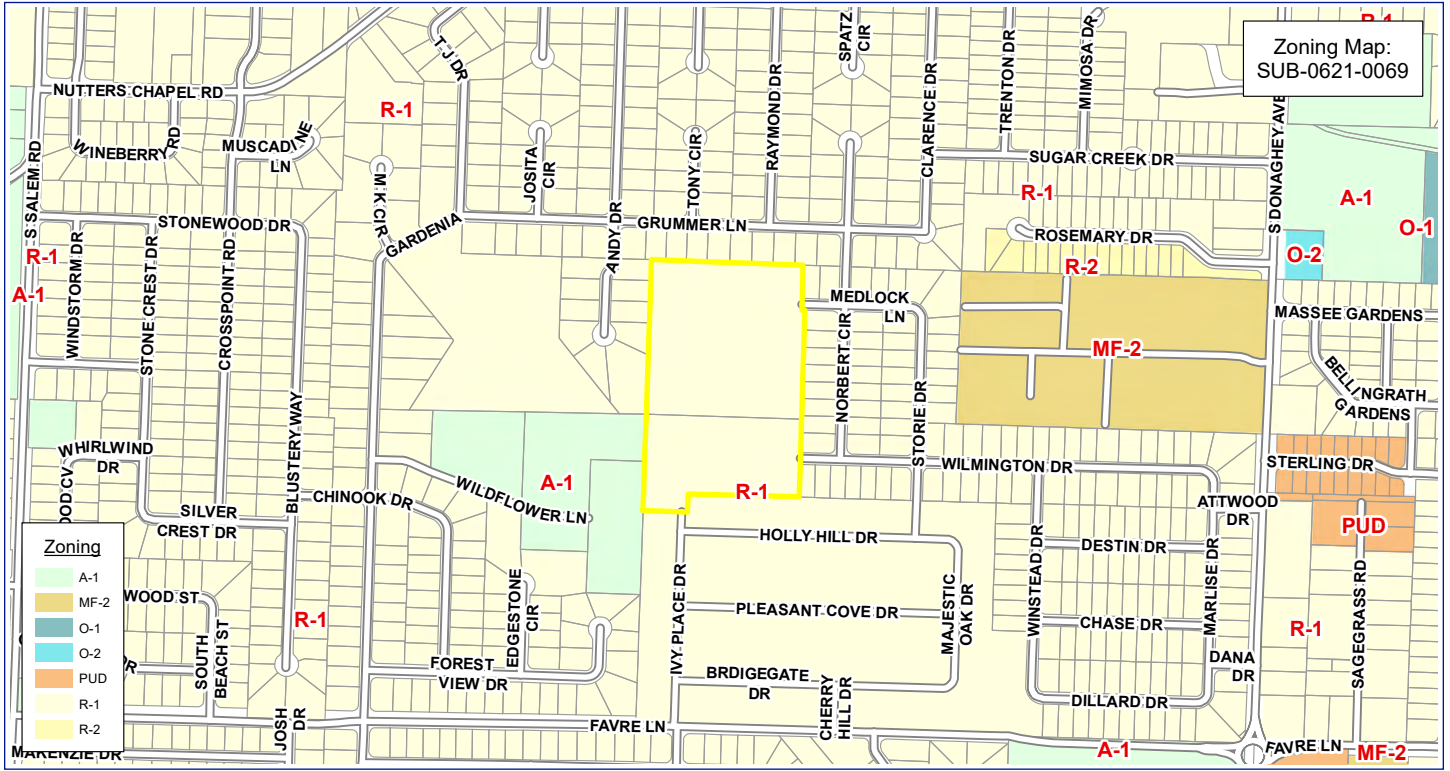 R-1
Zoning Map:
SUB-0621-0069
NUTTERS CHAPEL RD
WINEBERRY RD
MUSCADINE
LN
S SALEM RD
R-1
T J DR
JOSITA
CIR
TONY CIR
RAYMOND DR
SPATZ
CIR
CLARENCE DR
TRENTON DR
MIMOSA DR
SUGAR CREEK DR
S DONAGHEY AVE
R-1
A-1
O-1
O-2
STONEWOOD DR
M K CIR
GARDENIA
ANDY DR
GRUMMER LN
ROSEMARY DR
R-2
R-1
A-1
WINDSTORM DR
STONE CREST DR
CROSSPOINT RD
BLUSTERY WAY
MEDLOCK
LN
NORBERT CIR
STORIE DR
MF-2
MASSEE GARDENS
BELLINGRATH
GARDENS
WHIRLWIND
DR
OOD CV
SILVER
CREST DR
CHINOOK DR
WILDFLOWER LN
A-1
R-1
WILMINGTON DR
STERLING DR
ATTWOOD
DR
PUD
HOLLY HILL DR
DESTIN DR
WINSTEAD DR
MARLISE DR
MAJESTIC
OAK DR
PLEASANT COVE DR
CHASE DR
IVY PLACE DR
EDGESTONE
CIR
WOOD ST
SOUTH
BEACH ST
DR
R-1
R-1
SAGEGRASS RD
FOREST
VIEW DR
BRDIGEGATE
DR
CHERRY
HILL DR
DILLARD DR
DANA
DR
JOSH
DR
FAVRE LN
A-1
FAVRE LN
MF-2
MAKENZIE DR
Zoning
A-1
MF-2
O-1
O-2
PUD
R-1
R-2